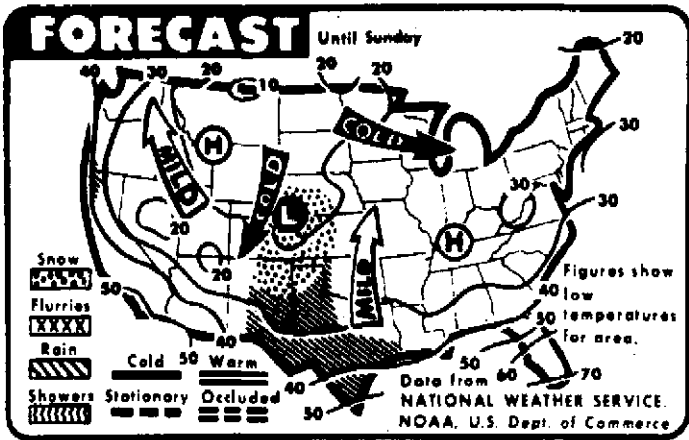 FORECAST
Until Sunday
40 30 20 10 20 20 20
COLD
MILD
H
COLD
30
L
30
30
20
H
20
MILD
Snow
Flurries
Rain
Showers
50
50
40
Cold Warm
Stationary Occluded
40
50
40
50
50
60
70
Figures show
low
temperatures
for area.
Data from
NATIONAL WEATHER SERVICE.
NOAA, U.S. Dept. of Commerce